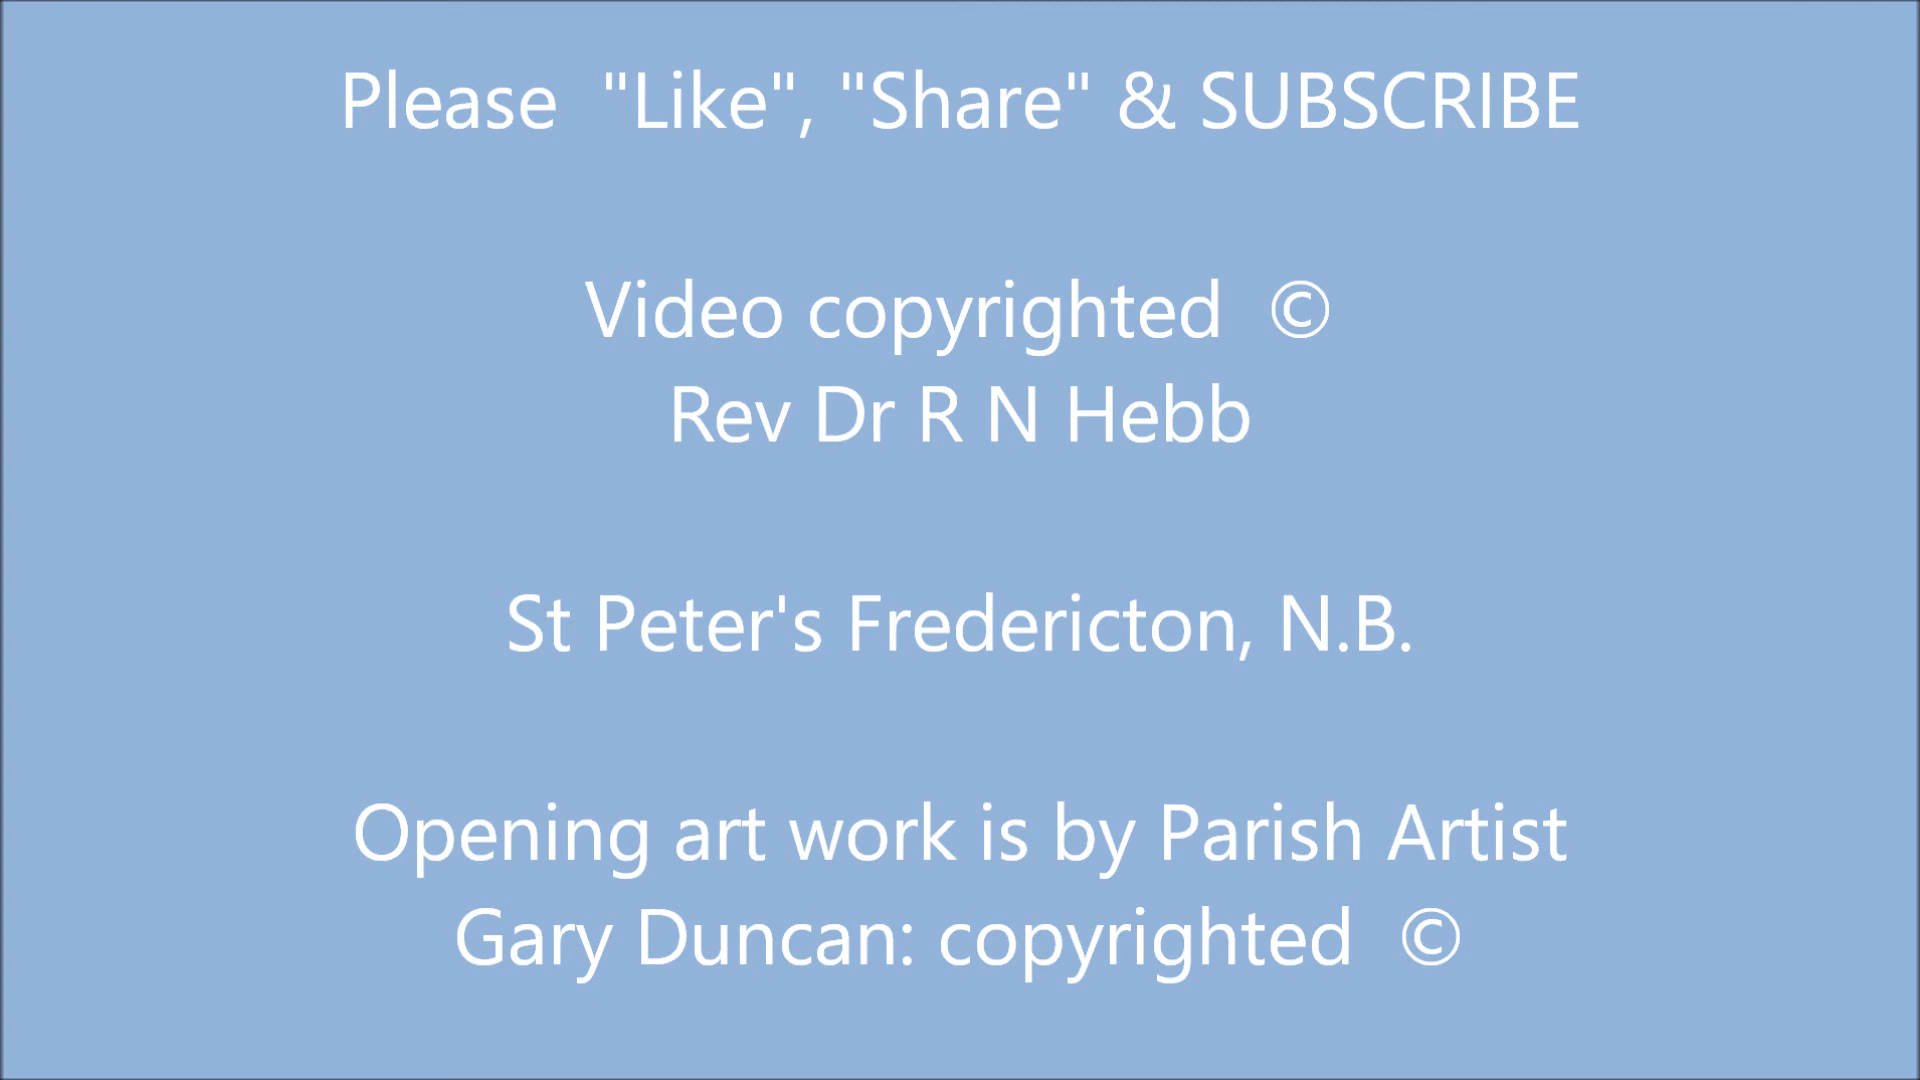 Please  "Like", "Share" & SUBSCRIBE
Video copyrighted  ©
Rev Dr R N Hebb
St Peter's Fredericton, N.B.
Opening art work is by Parish Artist
Gary Duncan: copyrighted  ©